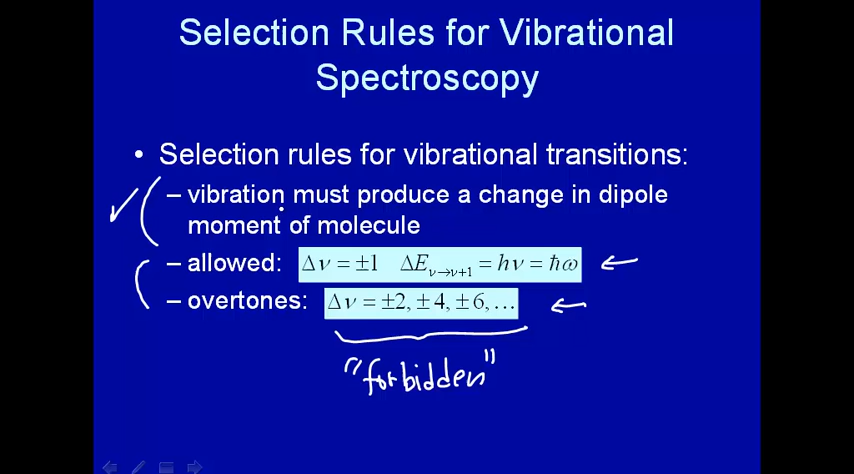 Selection Rules for Vibrational
Spectroscopy
• Selection rules for vibrational transitions:
– vibration must produce a change in dipole
moment of molecule
– allowed: Δν = ±1 ΔE_{ν→ν+1} = hν = ħω
– overtones: Δν = ±2, ±4, ±6, ...
"forbidden"